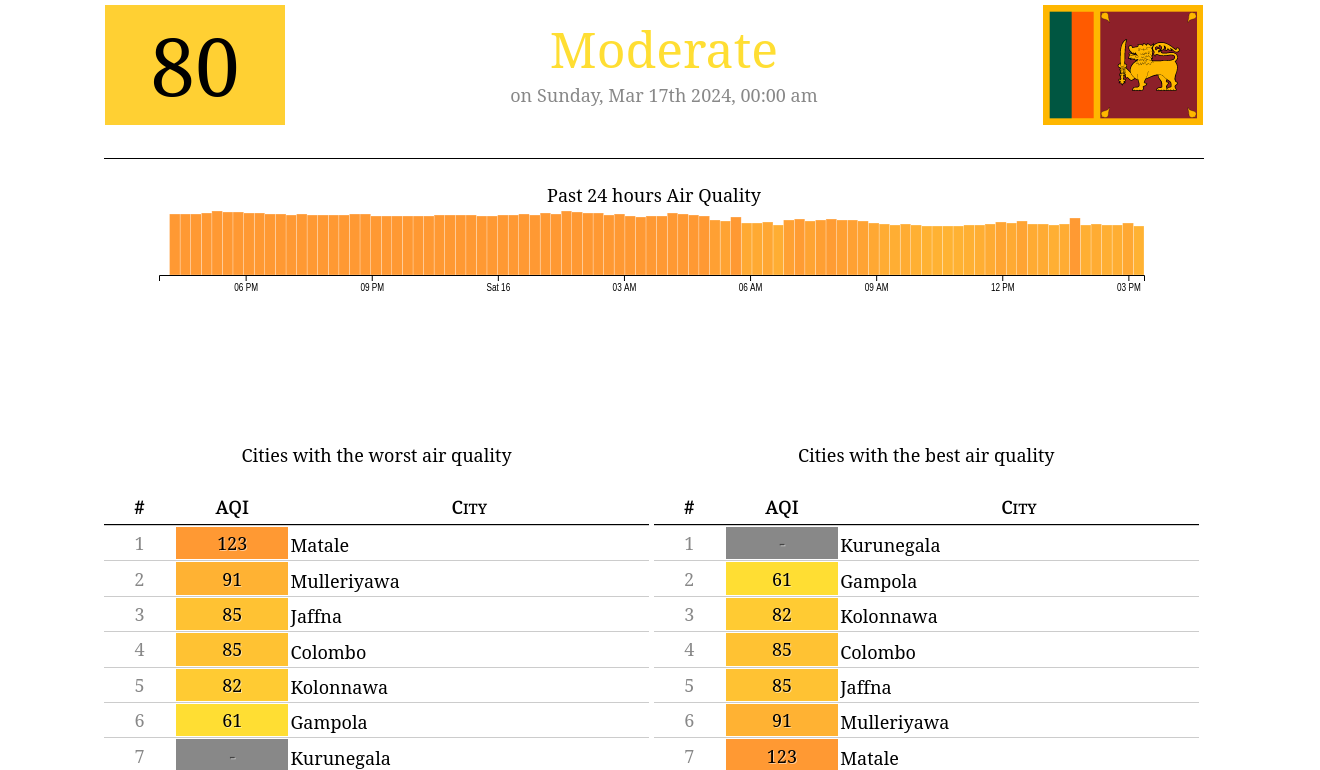 80
Moderate
on Sunday, Mar 17th 2024, 00:00 am
Past 24 hours Air Quality
06 PM 09 PM Sat 16 03 AM 06 AM 09 AM 12 PM 03 PM
Cities with the worst air quality
# AQI City
1 123 Matale
2 91 Mulleriyawa
3 85 Jaffna
4 85 Colombo
5 82 Kolonnawa
6 61 Gampola
7 - Kurunegala
Cities with the best air quality
# AQI City
1 - Kurunegala
2 61 Gampola
3 82 Kolonnawa
4 85 Colombo
5 85 Jaffna
6 91 Mulleriyawa
7 123 Matale